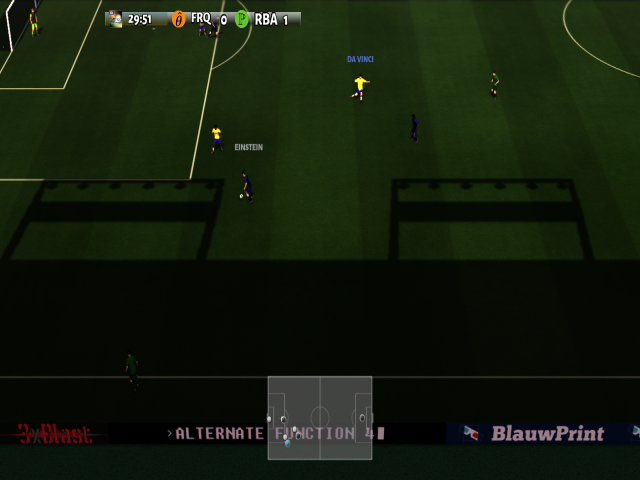 29:51 FRQ 0 RBA 1
DA VINCI
EINSTEIN
3xBlast >ALTERNATE FUNCTION 4 BlauwPrint